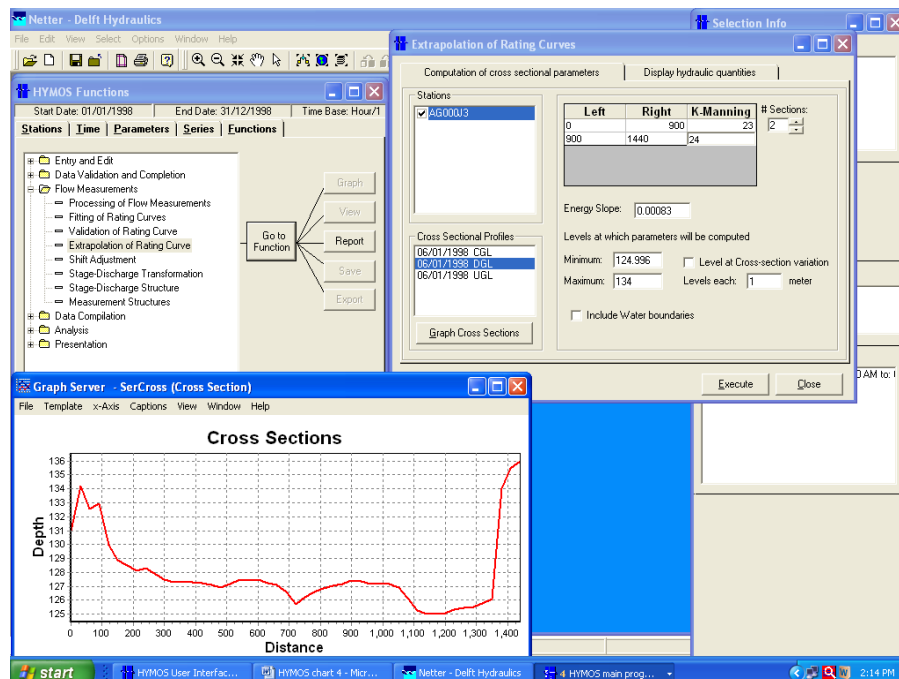 Netter - Delft Hydraulics
File Edit View Select Options Window Help
HYMOS Functions
Start Date: 01/01/1998 End Date: 31/12/1998 Time Base: Hour/1
Stations Time Parameters Series Functions
Entry and Edit
Data Validation and Completion
Flow Measurements
Processing of Flow Measurements
Fitting of Rating Curves
Validation of Rating Curve
Extrapolation of Rating Curve
Shift Adjustment
Stage-Discharge Transformation
Stage-Discharge Structure
Measurement Structures
Data Compilation
Analysis
Presentation
Go to Function
Graph
View
Report
Save
Export
Selection Info
Extrapolation of Rating Curves
Computation of cross sectional parameters
Display hydraulic quantities
Stations
AG000J3
Left Right K-Manning
0 900 23
900 1440 24
# Sections:
2
Energy Slope: 0.00083
Levels at which parameters will be computed
Minimum: 124.996 Level at Cross-section variation
Maximum: 134 Levels each: 1 meter
Include Water boundaries
Cross Sectional Profiles
06/01/1998 CGL
06/01/1998 DGL
06/01/1998 UGL
Graph Cross Sections
Execute Close
AM to:
Graph Server - SerCross (Cross Section)
File Template x-Axis Captions View Window Help
Cross Sections
Depth
136
135
134
133
132
131
130
129
128
127
126
125
0 100 200 300 400 500 600 700 800 900 1,000 1,100 1,200 1,300 1,400
Distance
start
HYMOS User Interfac...
HYMOS chart 4 - Micr...
Netter - Delft Hydraulics
4 HYMOS main prog...
2:14 PM